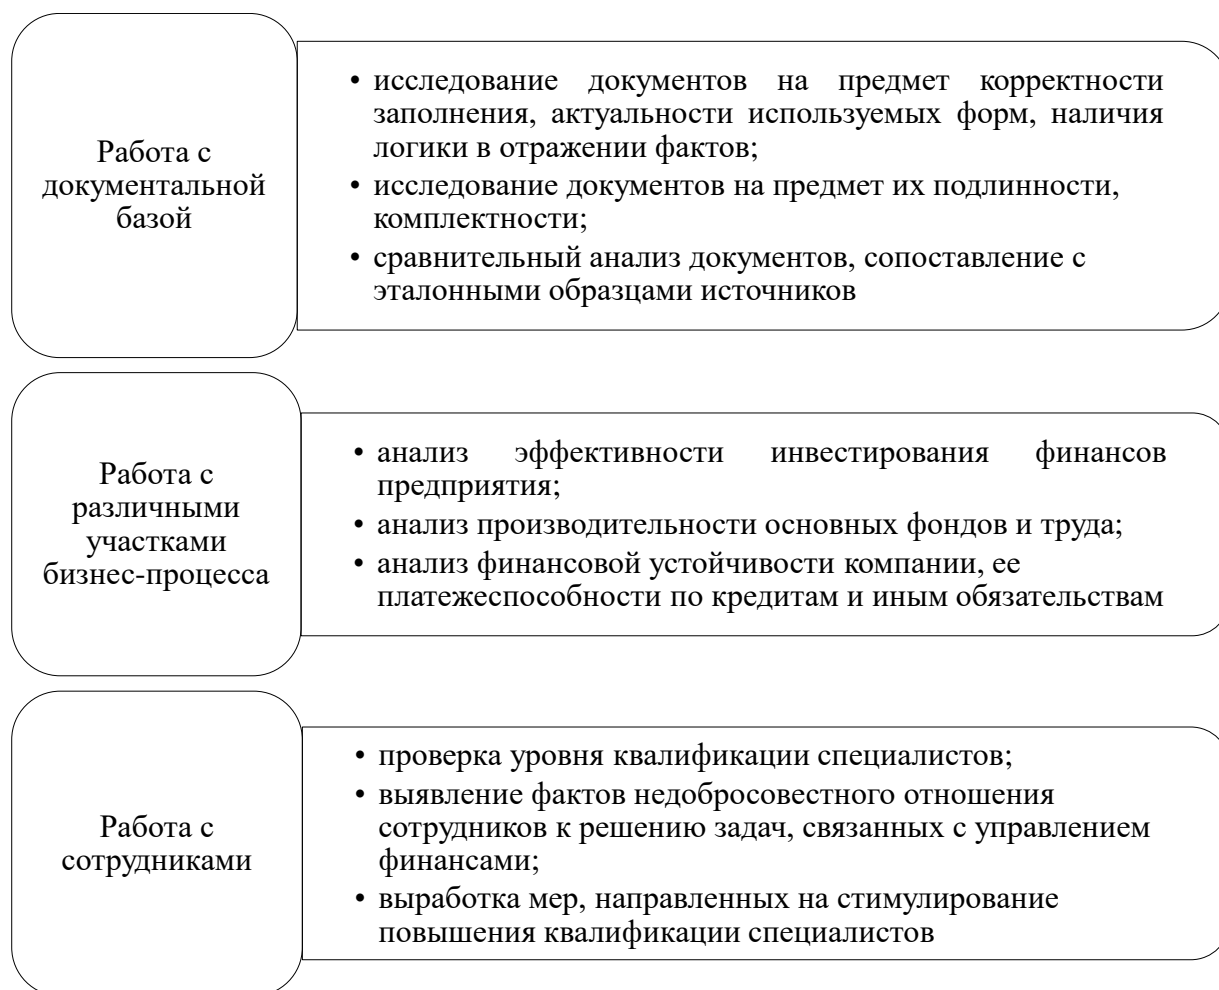 Работа с
документальной
базой
• исследование документов на предмет корректности
заполнения, актуальности используемых форм, наличия
логики в отражении фактов;
• исследование документов на предмет их подлинности,
комплектности;
• сравнительный анализ документов, сопоставление с
эталонными образцами источников
Работа с
различными
участками
бизнес-процесса
• анализ эффективности инвестирования финансов
предприятия;
• анализ производительности основных фондов и труда;
• анализ финансовой устойчивости компании, ее
платежеспособности по кредитам и иным обязательствам
Работа с
сотрудниками
• проверка уровня квалификации специалистов;
• выявление фактов недобросовестного отношения
сотрудников к решению задач, связанных с управлением
финансами;
• выработка мер, направленных на стимулирование
повышения квалификации специалистов